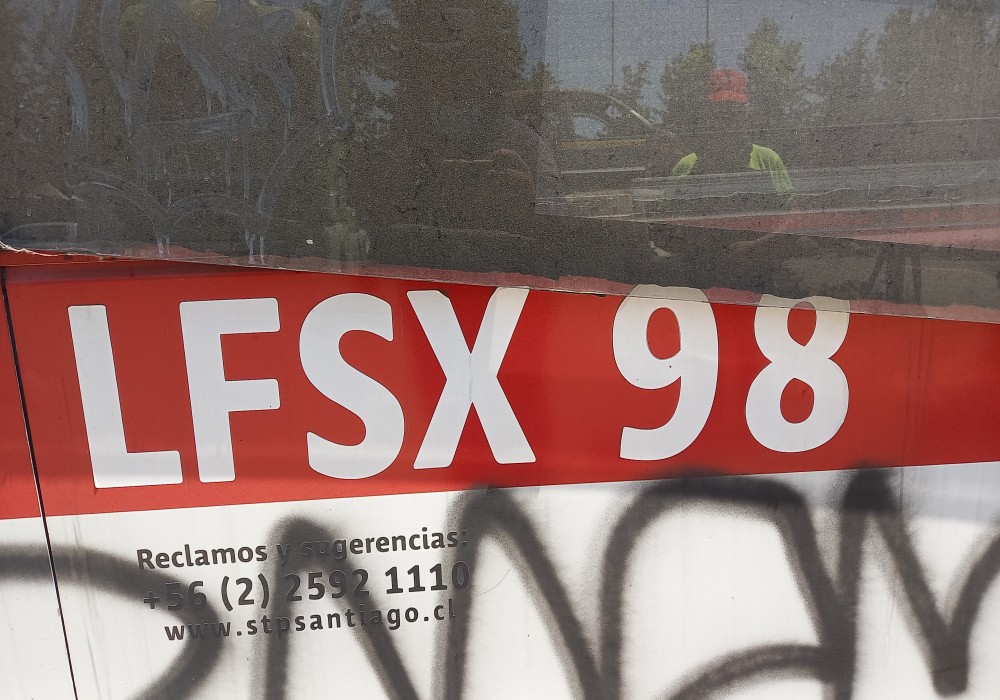 LFSX 98
Reclamos y sugerencias:
+56 (2) 2592 1110
www.stpsantiago.cl